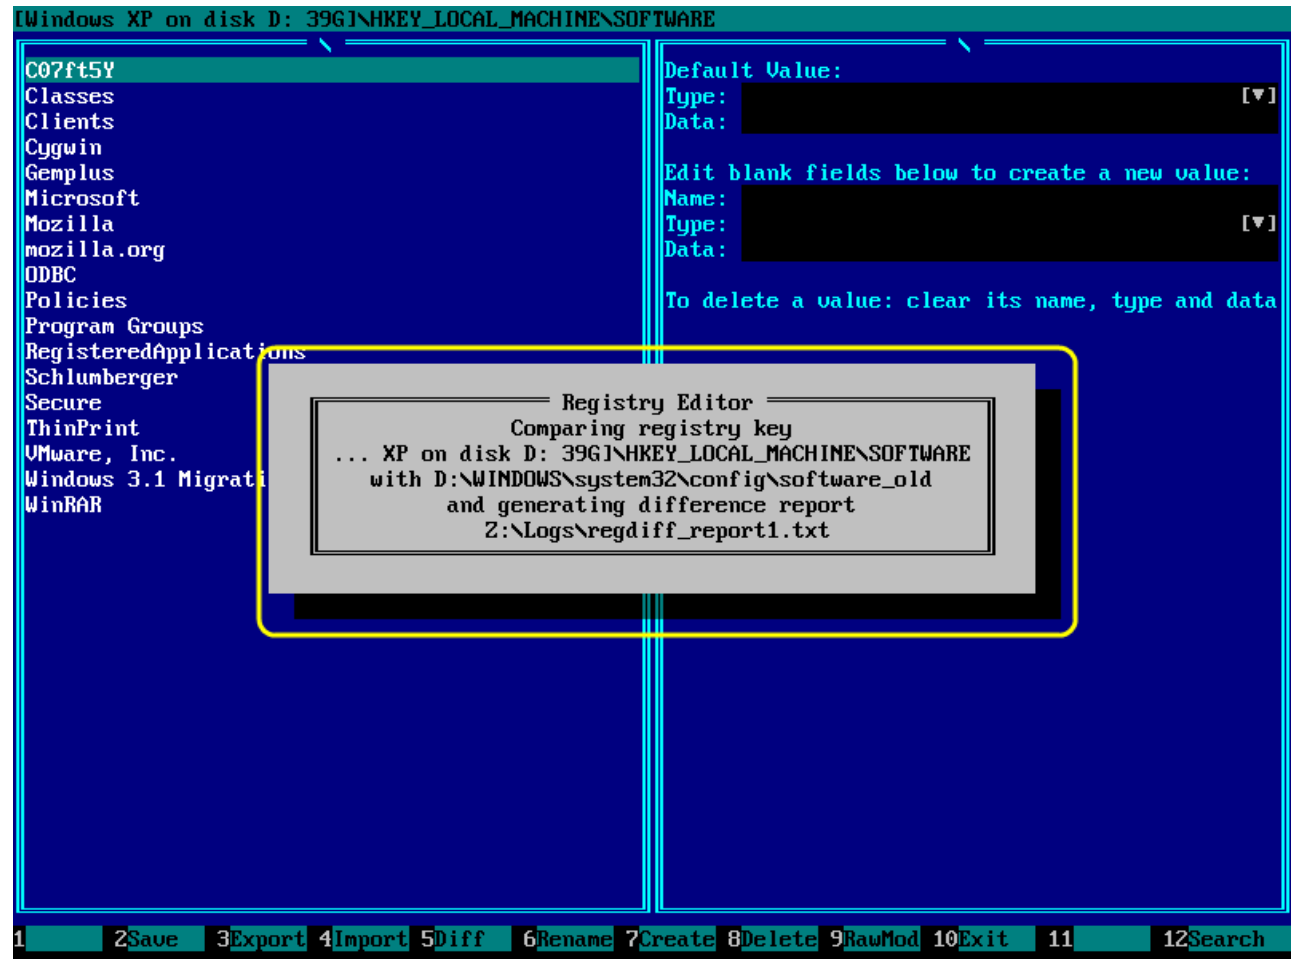 [Windows XP on disk D: 39G]\HKEY_LOCAL_MACHINE\SOFTWARE
\
C07ft5Y
Classes
Clients
Cygwin
Gemplus
Microsoft
Mozilla
mozilla.org
ODBC
Policies
Program Groups
RegisteredApplications
Schlumberger
Secure
ThinPrint
VMware, Inc.
Windows 3.1 Migrati
WinRAR
\
Default Value:
Type: [▼]
Data:
Edit blank fields below to create a new value:
Name:
Type: [▼]
Data:
To delete a value: clear its name, type and data
Registry Editor
Comparing registry key
... XP on disk D: 39G]\HKEY_LOCAL_MACHINE\SOFTWARE
with D:\WINDOWS\system32\config\software_old
and generating difference report
Z:\Logs\regdiff_report1.txt
1 2Save 3Export 4Import 5Diff 6Rename 7Create 8Delete 9RawMod 10Exit 11 12Search